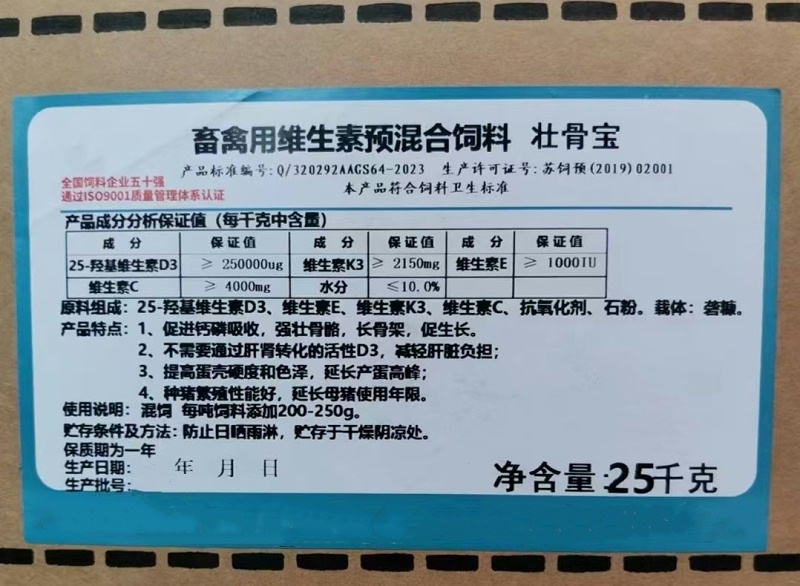 畜禽用维生素预混合饲料 壮骨宝
产品标准编号:Q/320292AAGS64-2023 生产许可证号:苏饲预(2019)02001
本产品符合饲料卫生标准
全国饲料企业五十强
通过ISO9001质量管理体系认证
产品成分分析保证值（每千克中含量）
成 分 保 证 值 成 分 保 证 值 成 分 保 证 值
25-羟基维生素D3 ≥ 250000ug 维生素K3 ≥ 2150mg 维生素E ≥ 1000IU
维生素C ≥ 4000mg 水分 ≤10.0%
原料组成：25-羟基维生素D3、维生素E、维生素K3、维生素C、抗氧化剂、石粉。载体：砻糠。
产品特点：1、促进钙磷吸收，强壮骨骼，长骨架，促生长。
2、不需要通过肝肾转化的活性D3，减轻肝脏负担；
3、提高蛋壳硬度和色泽，延长产蛋高峰；
4、种猪繁殖性能好，延长母猪使用年限。
使用说明：混饲 每吨饲料添加200-250g。
贮存条件及方法：防止日晒雨淋，贮存于干燥阴凉处。
保质期为一年
生产日期： 年 月 日
生产批号：
净含量:25千克